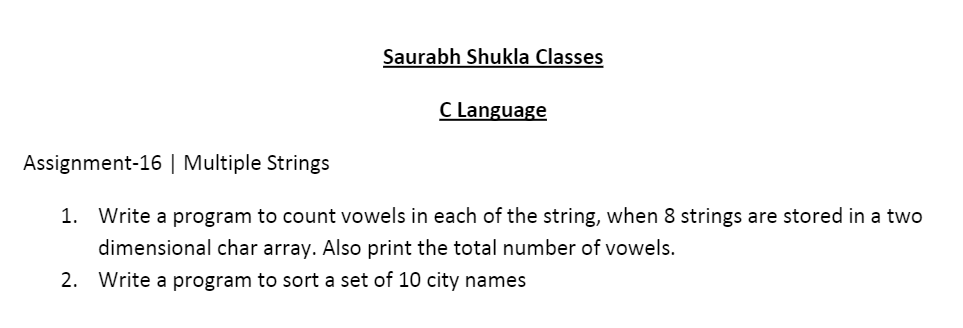 Saurabh Shukla Classes
C Language
Assignment-16 | Multiple Strings
1. Write a program to count vowels in each of the string, when 8 strings are stored in a two
dimensional char array. Also print the total number of vowels.
2. Write a program to sort a set of 10 city names